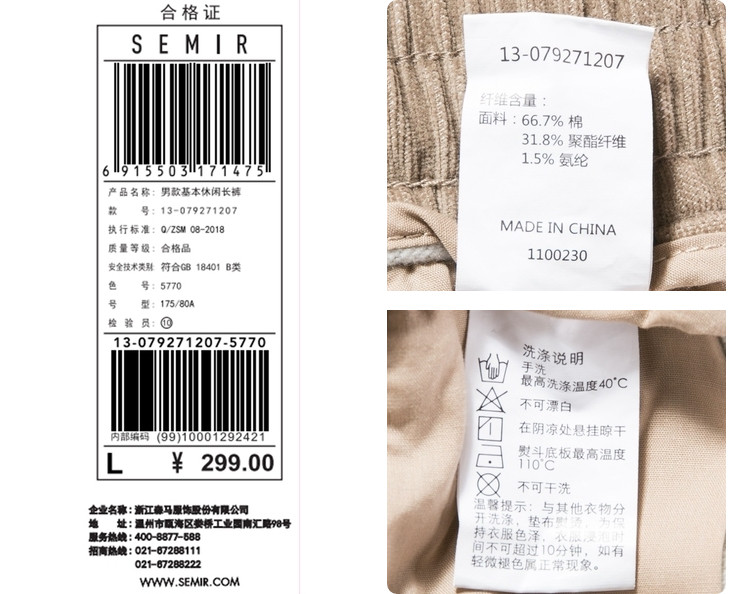 合格证
SEMIR
6 915503 171475
产品名称: 男款基本休闲长裤
款 号: 13-079271207
执行标准: Q/ZSM 08-2018
质量等级: 合格品
安全技术类别 符合GB 18401 B类
色 号: 5770
号 型: 175/80A
检 验 员: ⑩
13-079271207-5770
内部编码 (99)10001292421
L ¥ 299.00
企业名称: 浙江森马服饰股份有限公司
地 址: 温州市瓯海区娄桥工业园南汇路98号
服务热线: 400-8877-588
招商热线: 021-67288111
021-67288222
WWW.SEMIR.COM
13-079271207
纤维含量:
面料: 66.7% 棉
31.8% 聚酯纤维
1.5% 氨纶
MADE IN CHINA
1100230
洗涤说明
手洗
最高洗涤温度40°C
不可漂白
在阴凉处悬挂晾干
熨斗底板最高温度
110°C
不可干洗
温馨提示: 与其他衣物分
开洗涤, 垫布熨烫, 为保
持衣服色泽, 衣服浸泡时
间不可超过10分钟, 如有
轻微褪色属正常现象。